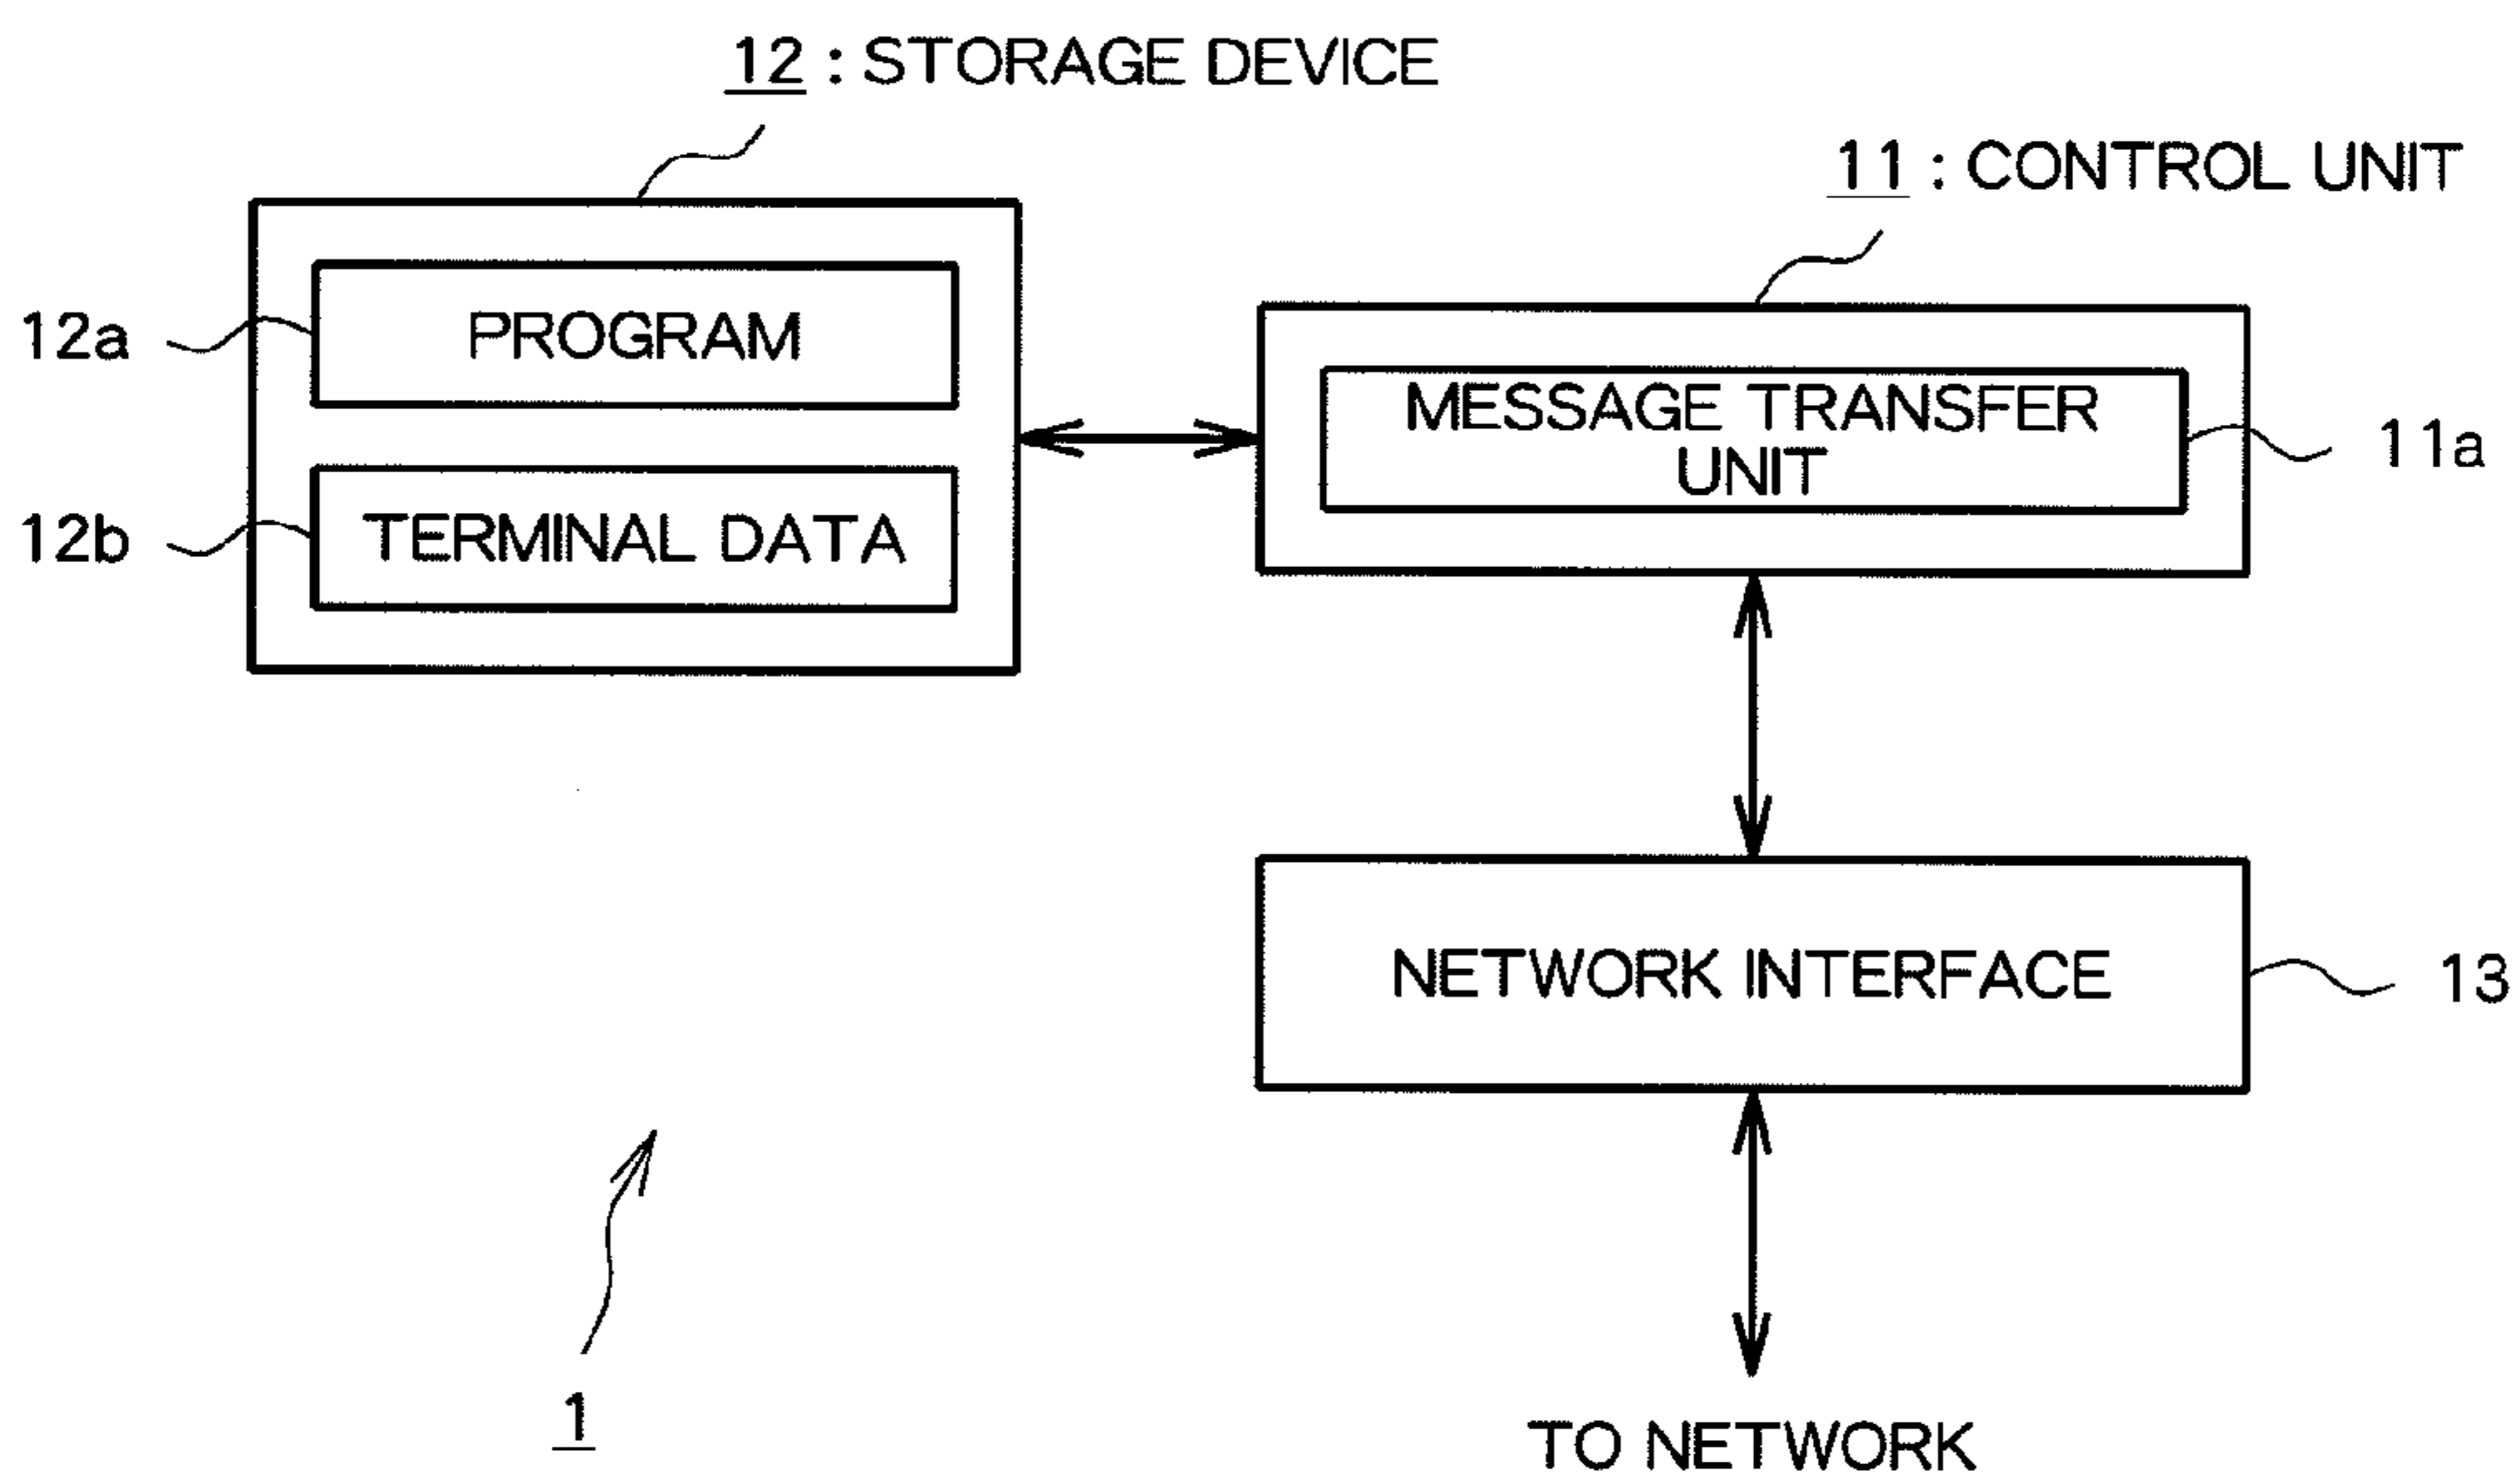 12 : STORAGE DEVICE
11 : CONTROL UNIT
12a
PROGRAM
MESSAGE TRANSFER
UNIT
11a
12b
TERMINAL DATA
NETWORK INTERFACE
13
1
TO NETWORK